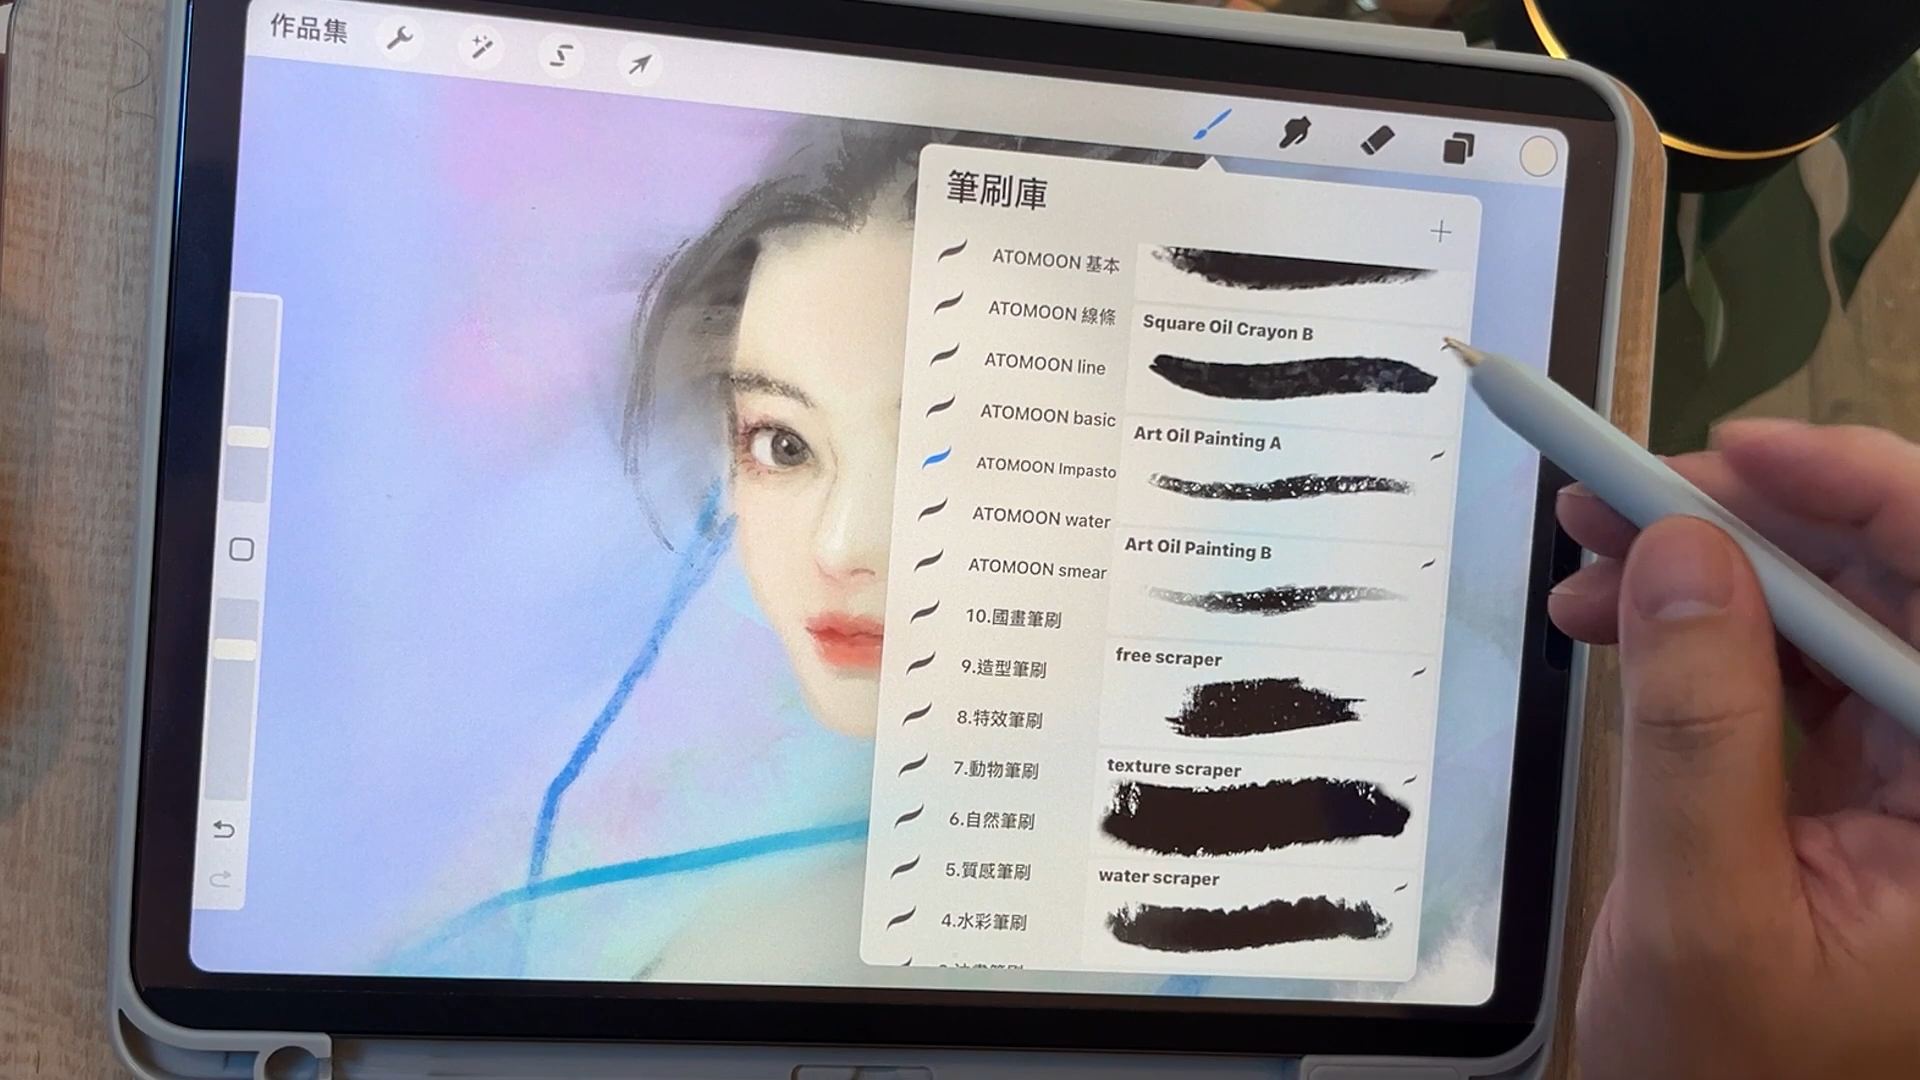 作品集
筆刷庫
ATOMOON 基本
ATOMOON 線條
ATOMOON line
ATOMOON basic
ATOMOON Impasto
ATOMOON water
ATOMOON smear
10.國畫筆刷
9.造型筆刷
8.特效筆刷
7.動物筆刷
6.自然筆刷
5.質感筆刷
4.水彩筆刷
Square Oil Crayon B
Art Oil Painting A
Art Oil Painting B
free scraper
texture scraper
water scraper